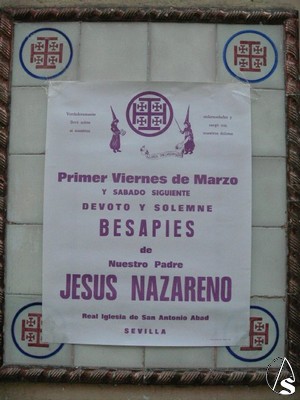 Primer Viernes de Marzo
Y SABADO SIGUIENTE
DEVOTO Y SOLEMNE
BESAPIES
de
Nuestro Padre
JESUS NAZARENO
Real Iglesia de San Antonio Abad
SEVILLA